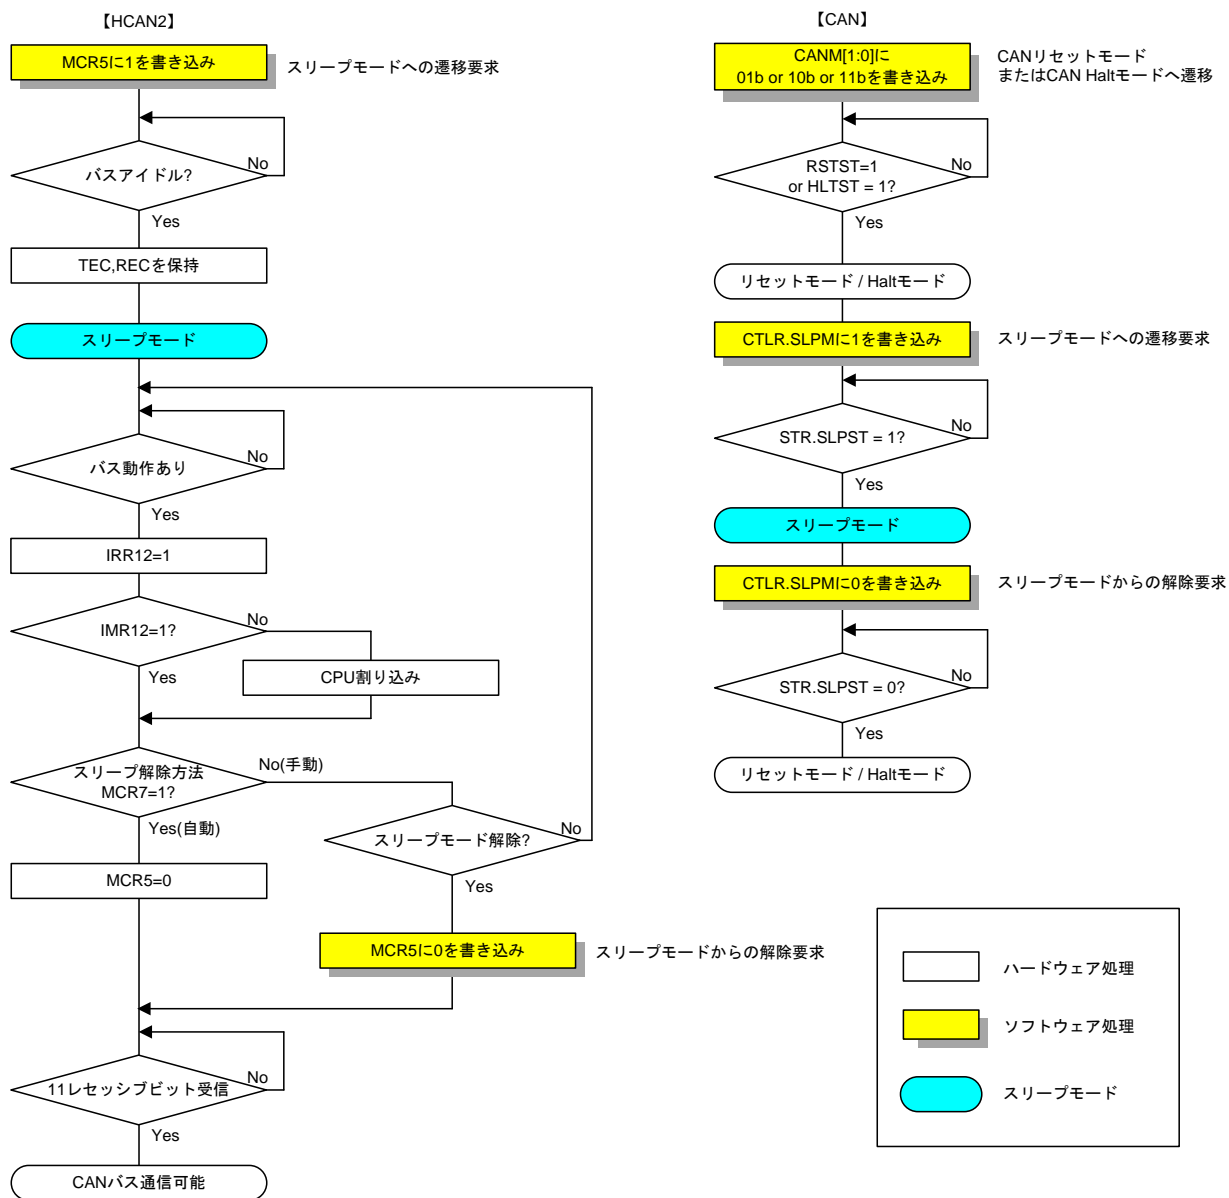 【HCAN2】
MCR5に1を書き込み
スリープモードへの遷移要求
バスアイドル?
No
Yes
TEC,RECを保持
スリープモード
バス動作あり
No
Yes
IRR12=1
IMR12=1?
No
Yes
CPU割り込み
スリープ解除方法
MCR7=1?
No(手動)
Yes(自動)
スリープモード解除?
No
Yes
MCR5=0
MCR5に0を書き込み
スリープモードからの解除要求
11レセッシブビット受信
No
Yes
CANバス通信可能
【CAN】
CANM[1:0]に
01b or 10b or 11bを書き込み
CANリセットモード
またはCAN Haltモードへ遷移
RSTST=1
or HLTST = 1?
No
Yes
リセットモード / Haltモード
CTLR.SLPMに1を書き込み
スリープモードへの遷移要求
STR.SLPST = 1?
No
Yes
スリープモード
CTLR.SLPMに0を書き込み
スリープモードからの解除要求
STR.SLPST = 0?
No
Yes
リセットモード / Haltモード
ハードウェア処理
ソフトウェア処理
スリープモード